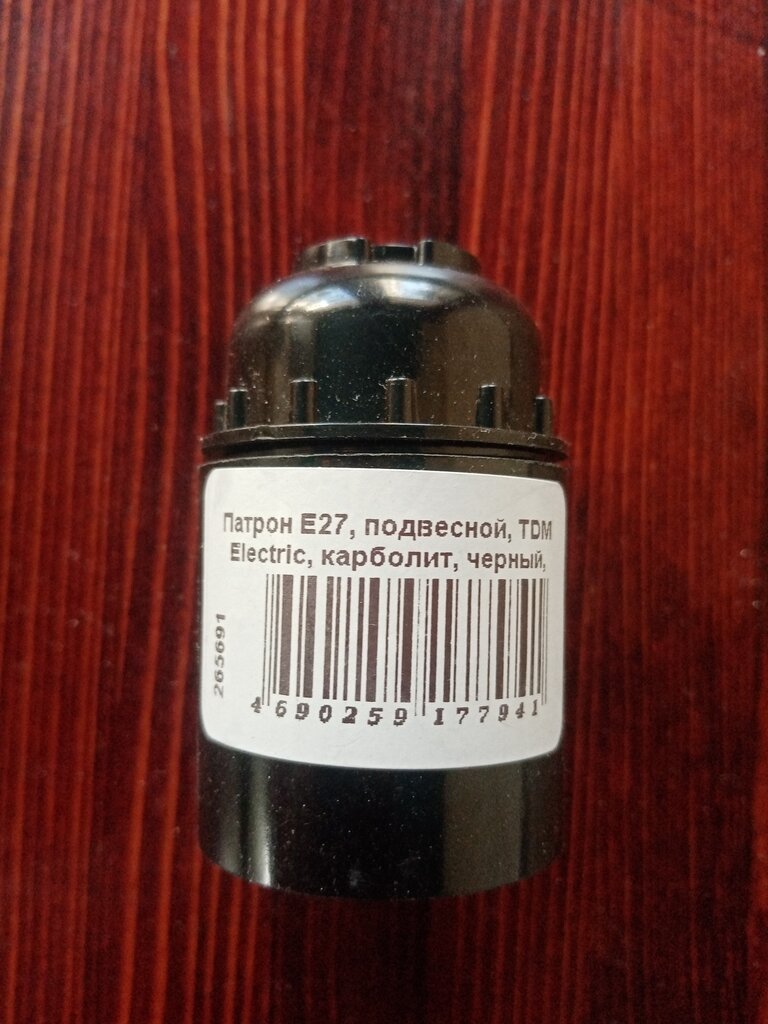 Патрон Е27, подвесной, TDM
Electric, карболит, черный,
265691
4 690259 177941